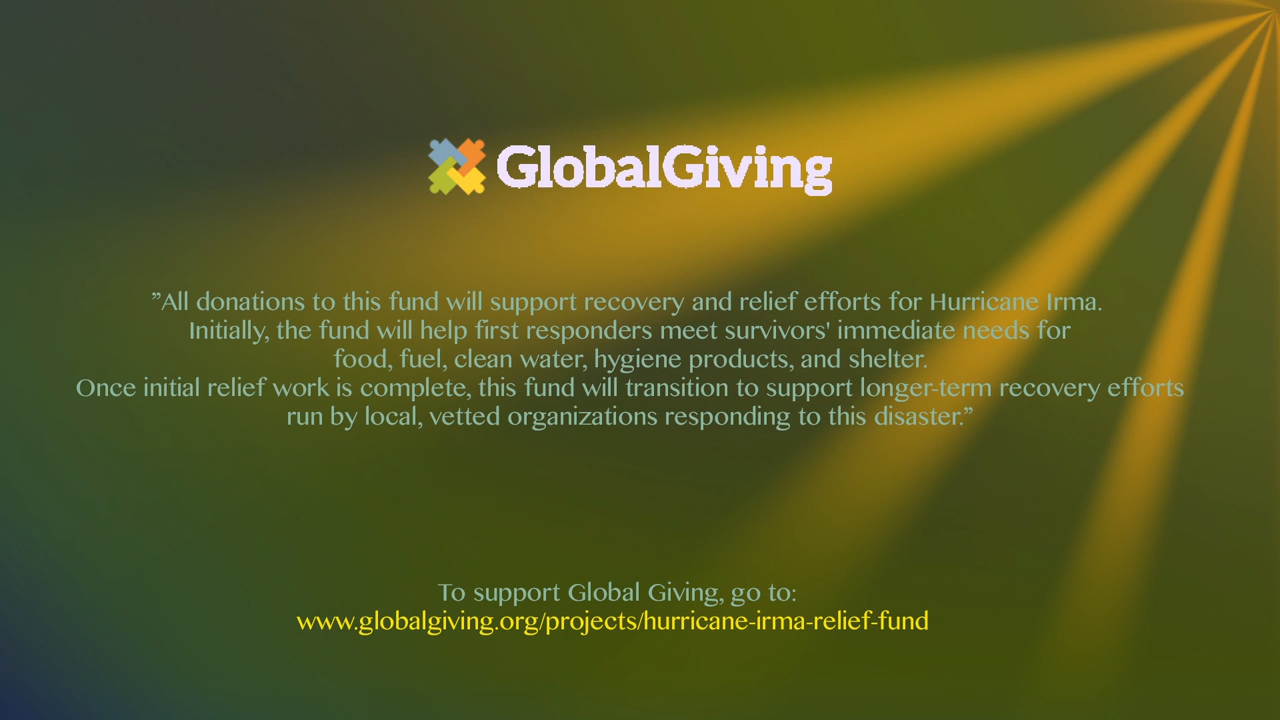 GlobalGiving
”All donations to this fund will support recovery and relief efforts for Hurricane Irma.
Initially, the fund will help first responders meet survivors' immediate needs for
food, fuel, clean water, hygiene products, and shelter.
Once initial relief work is complete, this fund will transition to support longer-term recovery efforts
run by local, vetted organizations responding to this disaster.”
To support Global Giving, go to:
www.globalgiving.org/projects/hurricane-irma-relief-fund